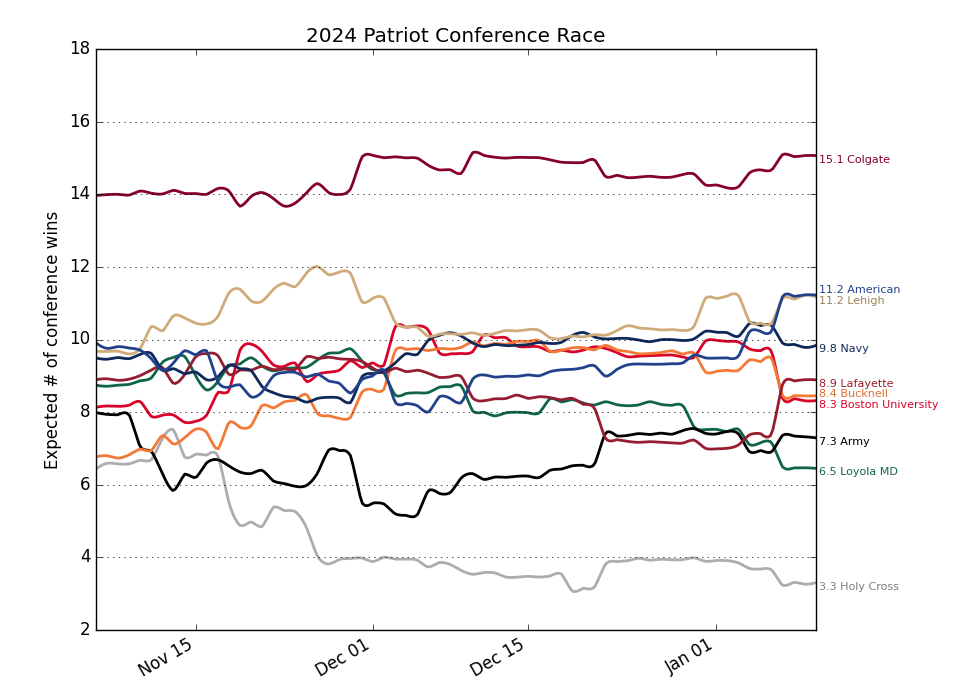 2024 Patriot Conference Race
Expected # of conference wins
18
16
14
12
10
8
6
4
2
Nov 15
Dec 01
Dec 15
Jan 01
15.1 Colgate
11.2 American
11.2 Lehigh
9.8 Navy
8.9 Lafayette
8.4 Bucknell
8.3 Boston University
7.3 Army
6.5 Loyola MD
3.3 Holy Cross